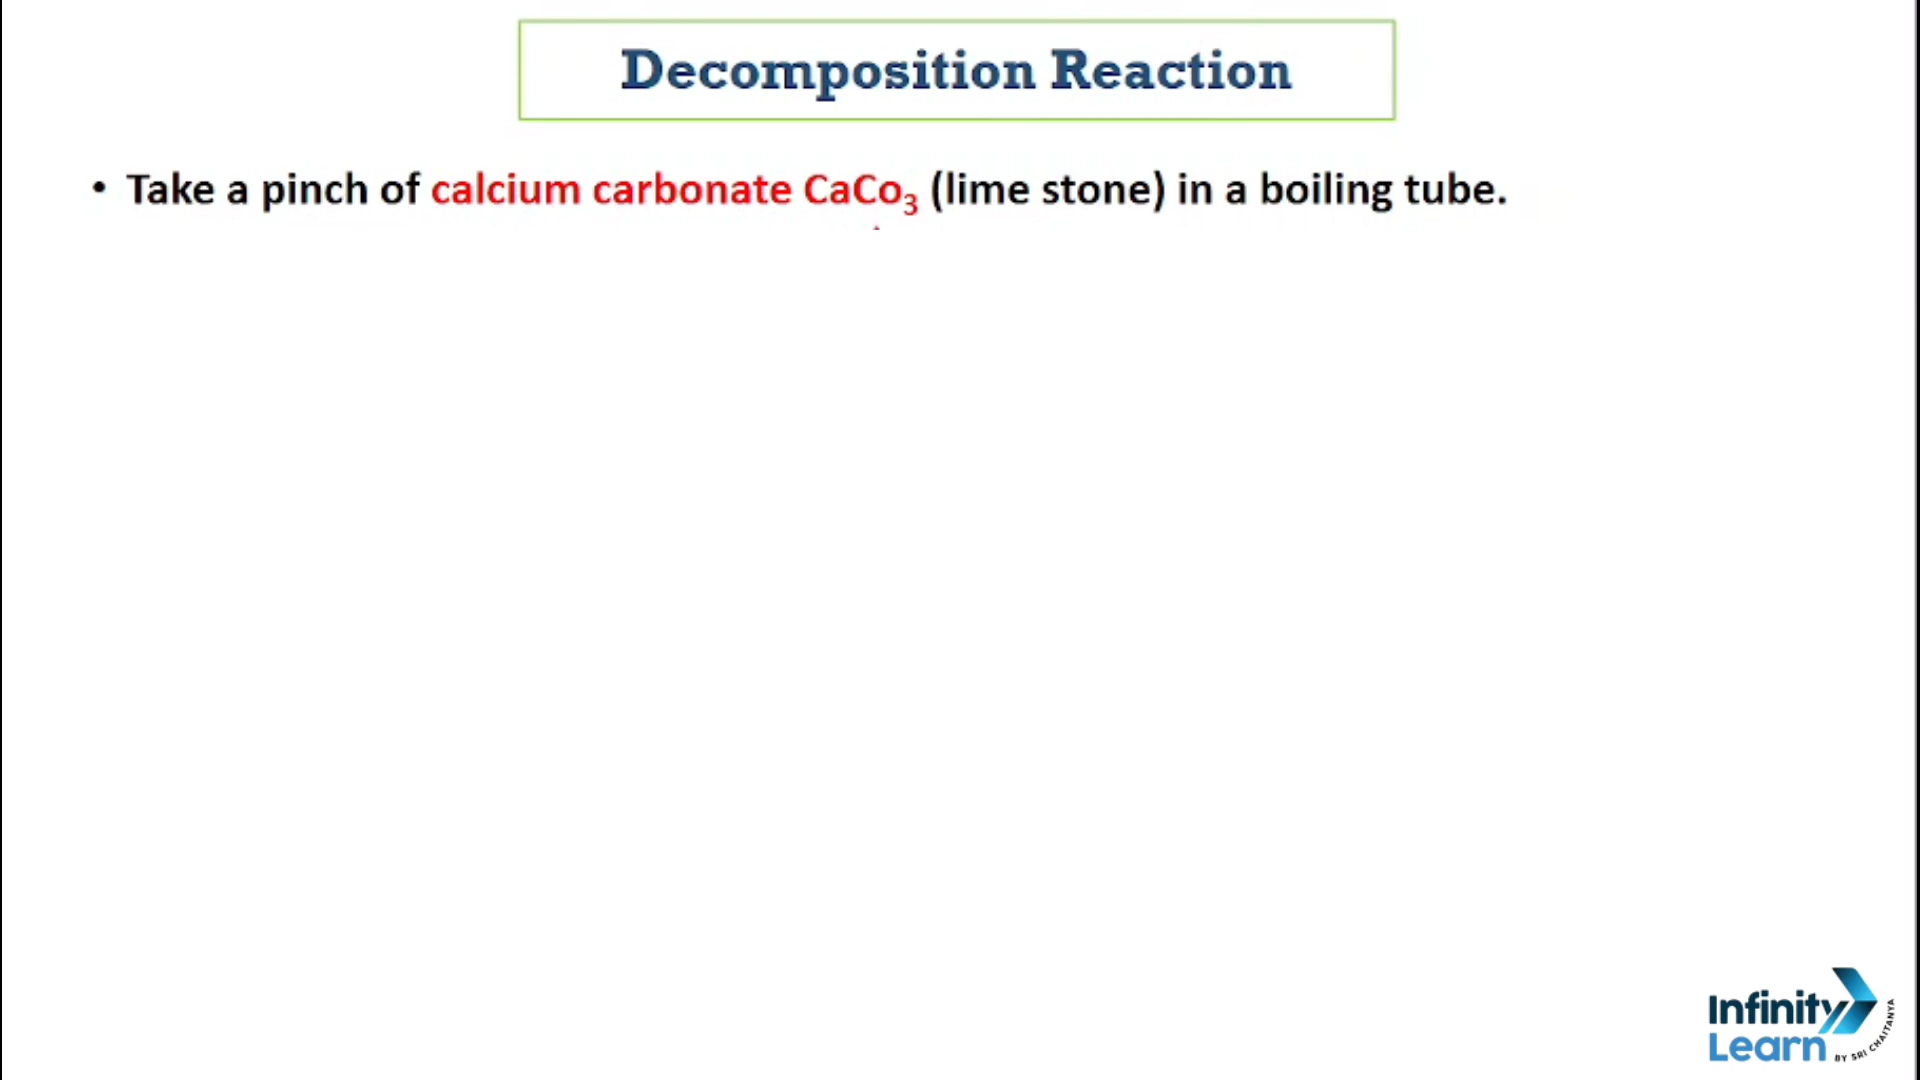 Decomposition Reaction
• Take a pinch of calcium carbonate CaCo₃ (lime stone) in a boiling tube.
Infinity
Learn
BY SRI CHAITANYA